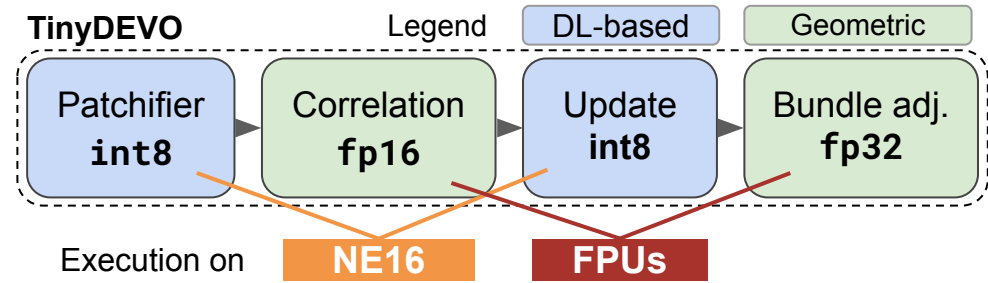 TinyDEVO
Legend
DL-based
Geometric
Patchifier
int8
Correlation
fp16
Update
int8
Bundle adj.
fp32
Execution on
NE16
FPUs